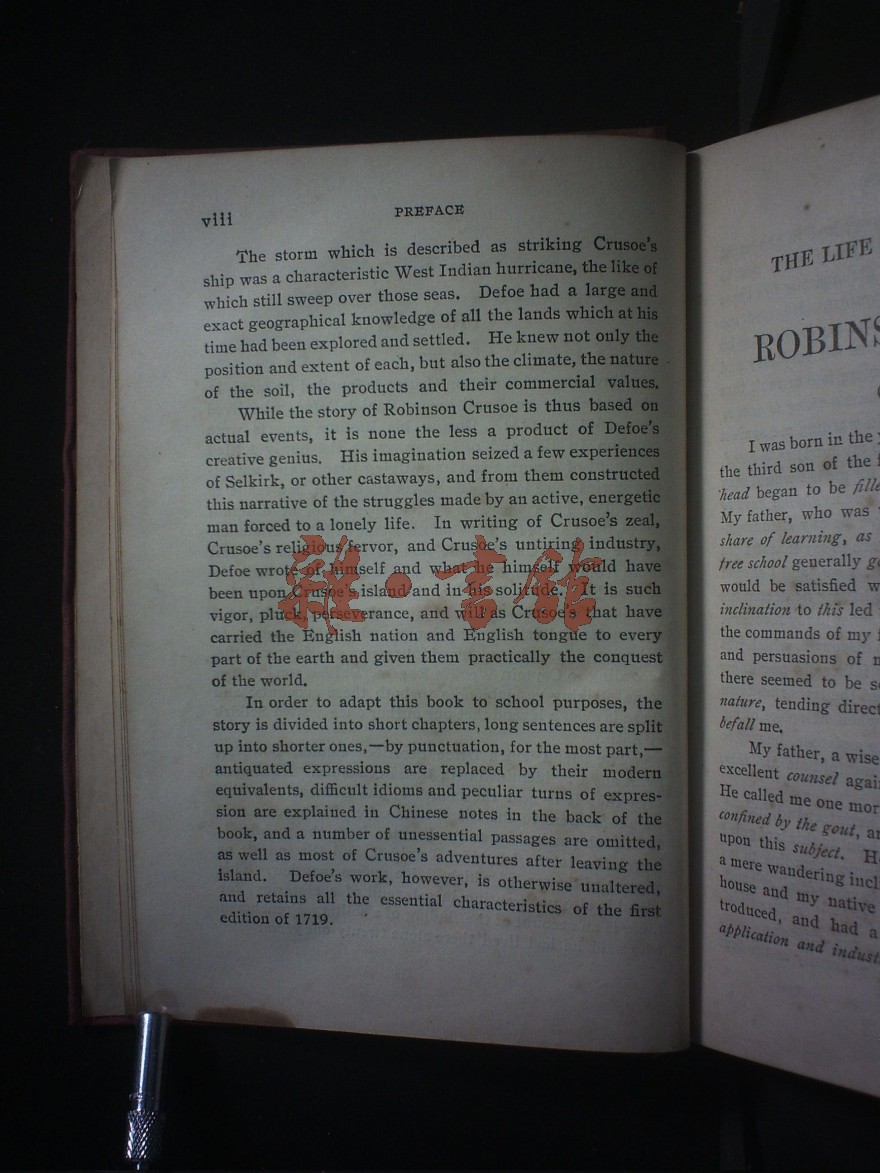 viii
PREFACE
The storm which is described as striking Crusoe's
ship was a characteristic West Indian hurricane, the like of
which still sweep over those seas. Defoe had a large and
exact geographical knowledge of all the lands which at his
time had been explored and settled. He knew not only the
position and extent of each, but also the climate, the nature
of the soil, the products and their commercial values.
While the story of Robinson Crusoe is thus based on
actual events, it is none the less a product of Defoe's
creative genius. His imagination seized a few experiences
of Selkirk, or other castaways, and from them constructed
this narrative of the struggles made by an active, energetic
man forced to a lonely life. In writing of Crusoe's zeal,
Crusoe's religious fervor, and Crusoe's untiring industry,
Defoe wrote of himself and what he himself would have
been upon Crusoe's island and in his solitude. It is such
vigor, pluck, perseverance, and will as Crusoe's that have
carried the English nation and English tongue to every
part of the earth and given them practically the conquest
of the world.
In order to adapt this book to school purposes, the
story is divided into short chapters, long sentences are split
up into shorter ones,—by punctuation, for the most part,—
antiquated expressions are replaced by their modern
equivalents, difficult idioms and peculiar turns of expres-
sion are explained in Chinese notes in the back of the
book, and a number of unessential passages are omitted,
as well as most of Crusoe's adventures after leaving the
island. Defoe's work, however, is otherwise unaltered,
and retains all the essential characteristics of the first
edition of 1719.
THE LIFE
ROBINS
I was born in the
the third son of the
head began to be fille
My father, who was
share of learning, as
free school generally
would be satisfied w
inclination to this led
the commands of my
and persuasions of
there seemed to be
nature, tending direct
befall me.
My father, a wise
excellent counsel agai
He called me one mor
confined by the gout, an
upon this subject. He
a mere wandering incl
house and my native
troduced, and had a
application and indust
雜·書館